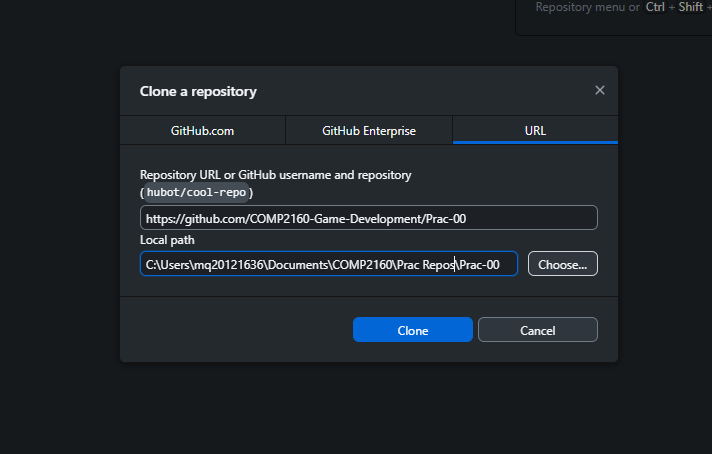 Repository menu or Ctrl + Shift +
Clone a repository
GitHub.com GitHub Enterprise URL
Repository URL or GitHub username and repository
(hubot/cool-repo)
https://github.com/COMP2160-Game-Development/Prac-00
Local path
C:\Users\mq20121636\Documents\COMP2160\Prac Repos\Prac-00 Choose...
Clone Cancel